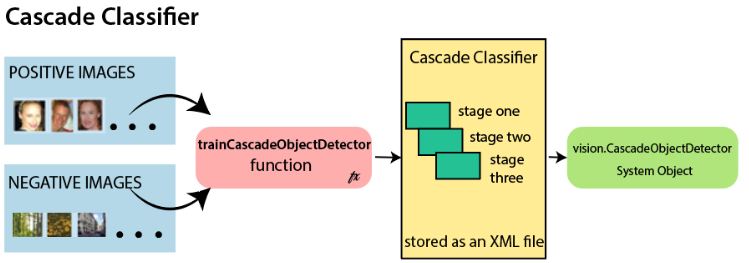 Cascade Classifier
POSITIVE IMAGES
NEGATIVE IMAGES
trainCascadeObjectDetector
function
fx
Cascade Classifier
stage one
stage two
stage
three
stored as an XML file
vision.CascadeObjectDetector
System Object